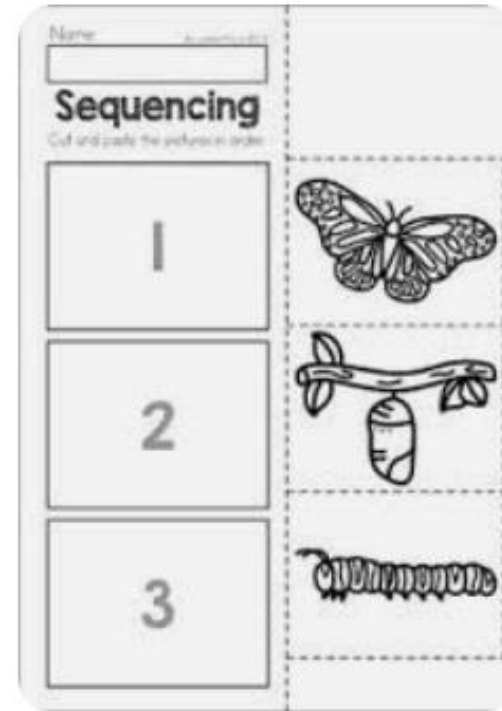 Name
Sequencing
Cut and paste the pictures in order.
1
2
3